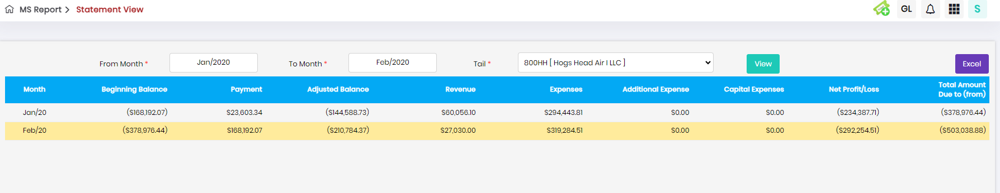 MS Report > Statement View
GL
S
From Month * Jan/2020 To Month * Feb/2020 Tail * 800HH [ Hogs Head Air I LLC ] View Excel
Month Beginning Balance Payment Adjusted Balance Revenue Expenses Additional Expense Capital Expenses Net Profit/Loss Total Amount
Due to (from)
Jan/20 ($168,192.07) $23,603.34 ($144,588.73) $60,056.10 $294,443.81 $0.00 $0.00 ($234,387.71) ($378,976.44)
Feb/20 ($378,976.44) $168,192.07 ($210,784.37) $27,030.00 $319,284.51 $0.00 $0.00 ($292,254.51) ($503,038.88)